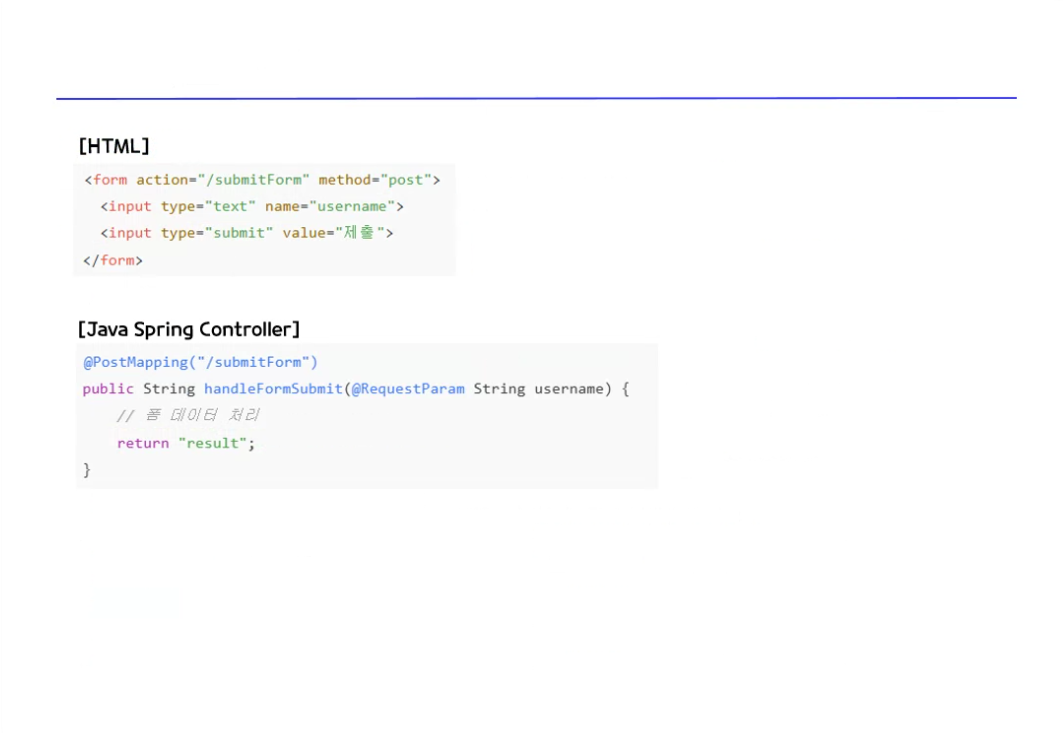 [HTML]
<form action="/submitForm" method="post">
<input type="text" name="username">
<input type="submit" value="제출">
</form>
[Java Spring Controller]
@PostMapping("/submitForm")
public String handleFormSubmit(@RequestParam String username) {
// 폼 데이터 처리
return "result";
}